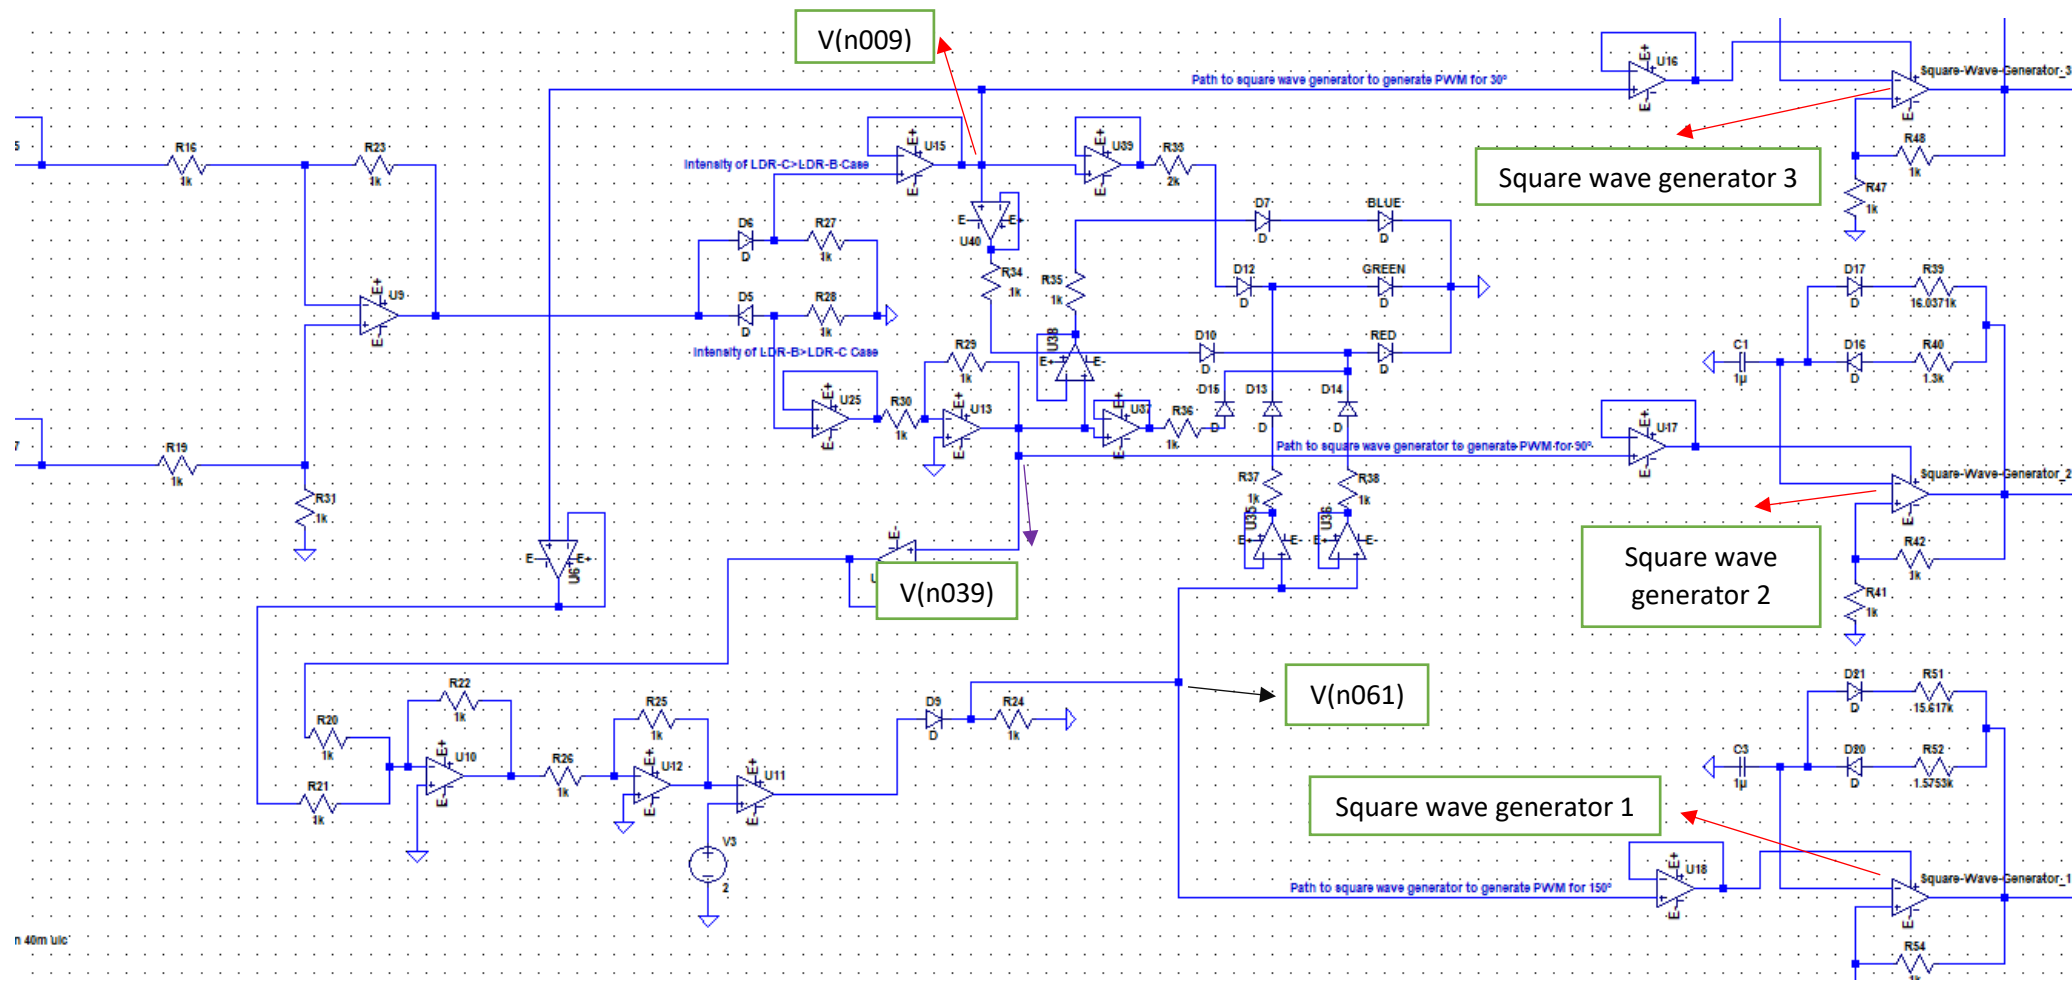 V(n009)
Path to square wave generator to generate PWM for 30°
E+
U16
E-
Square-Wave-Generator_3
E
R48
1k
R47
1k
Square wave generator 3
5
R16
1k
R23
1k
Intensity of LDR-C>LDR-B Case
E+
U15
E-
E+
U39
E-
R33
2k
E-
E+
U40
D6
D
R27
1k
D5
D
R28
1k
E+
U9
E-
Intensity of LDR-B>LDR-C Case
R34
.1k
R35
1k
D7
D
BLUE
D
D12
D
GREEN
D
D10
D
RED
D
U38
E+
E-
R29
1k
E+
U25
E-
R30
1k
E+
U13
E-
U37
E-
R36
1k
D15
D
D13
D
D14
D
Path to square wave generator to generate PWM for 90°
R37
1k
R38
1k
U35
E+
E-
U36
E+
E-
D17
D
R39
16.0371k
C1
1µ
D16
D
R40
1.3k
E+
U17
E-
Square-Wave-Generator_2
E
R42
1k
R41
1k
Square wave
generator 2
7
R19
1k
R31
.1k
E-
E+
U6
E-
V(n039)
R20
1k
R21
1k
R22
1k
E+
U10
E-
R26
1k
R25
1k
E+
U12
E-
E+
U11
E-
V3
2
D9
D
R24
1k
V(n061)
Square wave generator 1
D21
D
R51
15.617k
C3
1µ
D20
D
R52
1.5753k
Path to square wave generator to generate PWM for 150°
E+
U18
E-
Square-Wave-Generator_1
E
R54
1k
n 40m uic